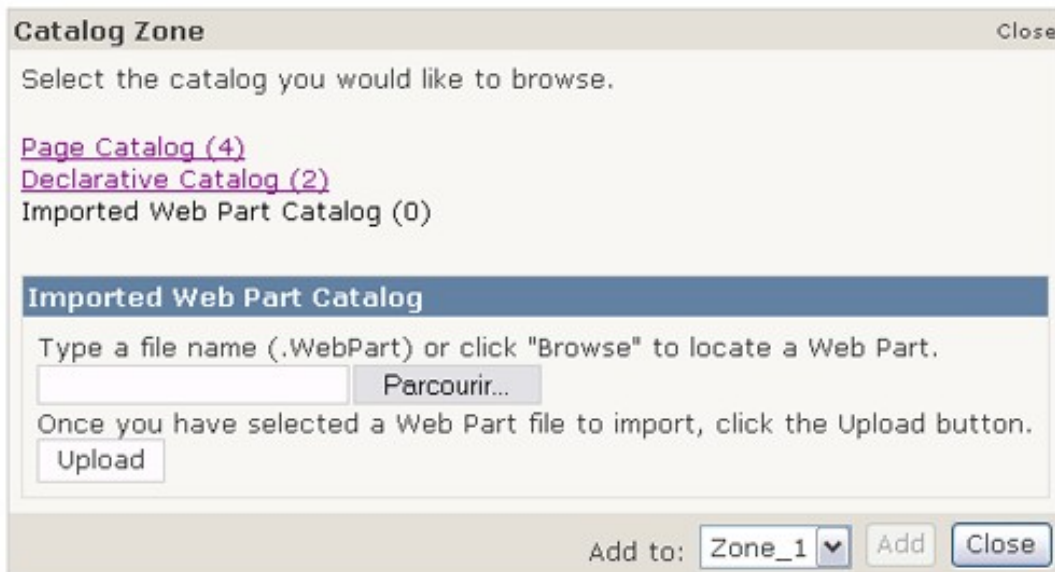 Catalog Zone Close
Select the catalog you would like to browse.
Page Catalog (4)
Declarative Catalog (2)
Imported Web Part Catalog (0)
Imported Web Part Catalog
Type a file name (.WebPart) or click "Browse" to locate a Web Part.
Parcourir...
Once you have selected a Web Part file to import, click the Upload button.
Upload
Add to: Zone_1 Add Close